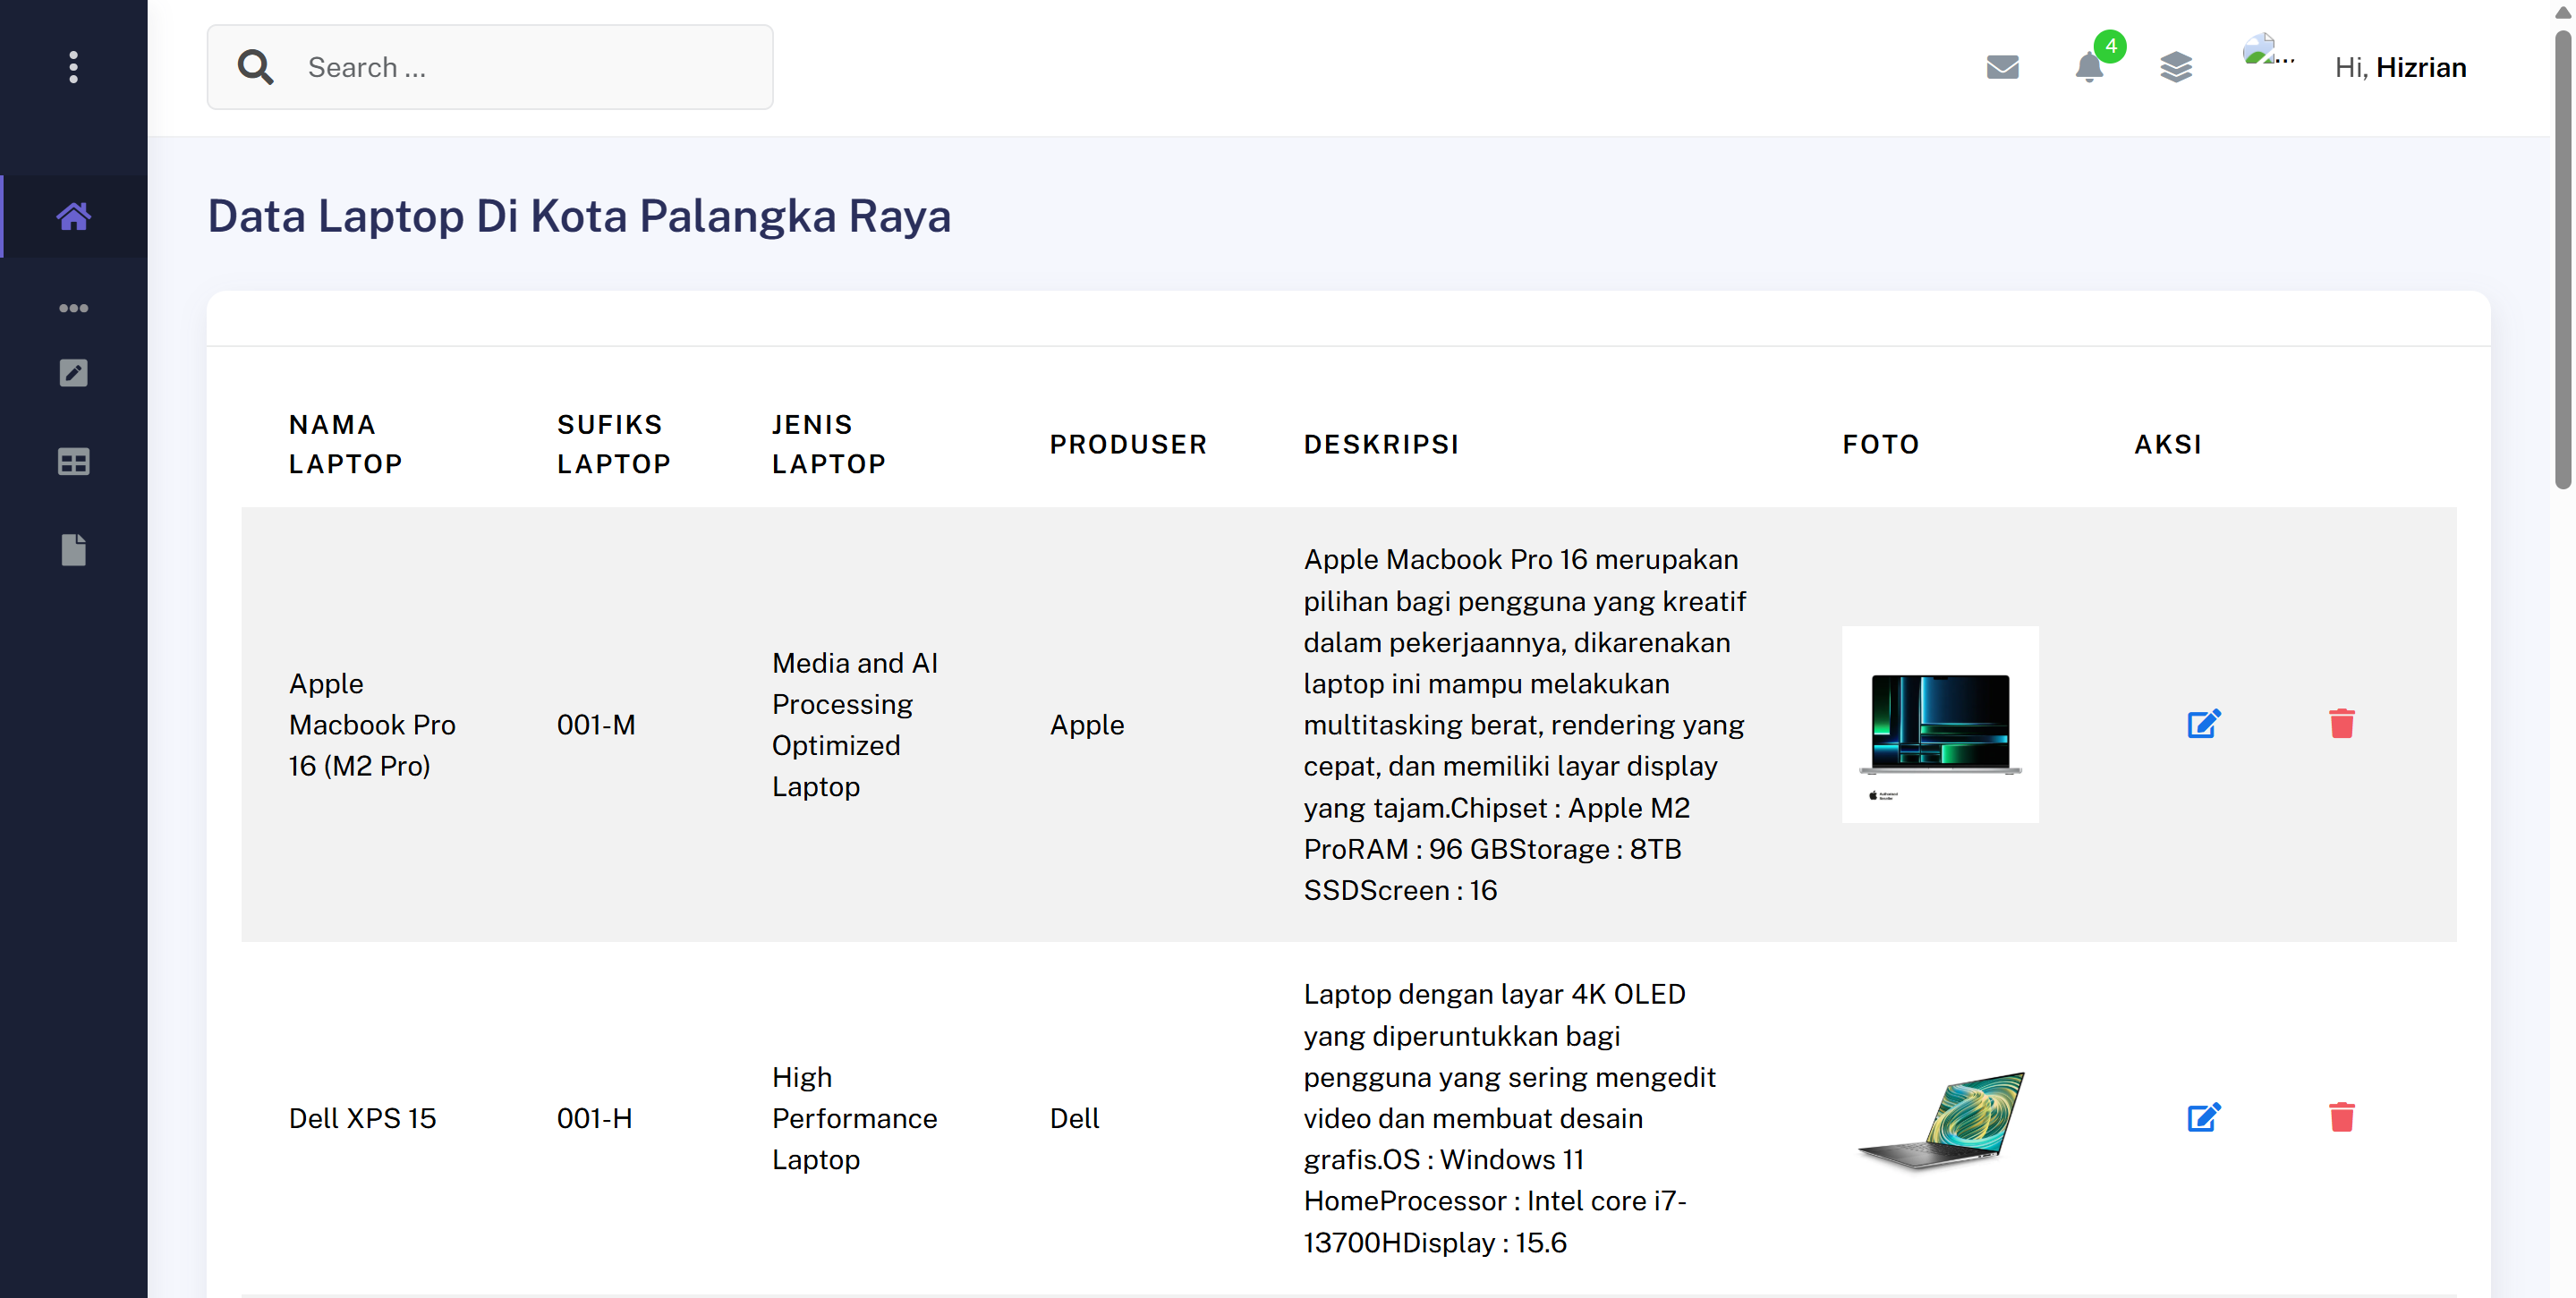 Search ...
4
...
Hi, Hizrian
Data Laptop Di Kota Palangka Raya
NAMA
LAPTOP
SUFIKS
LAPTOP
JENIS
LAPTOP
PRODUSER
DESKRIPSI
FOTO
AKSI
Apple
Macbook Pro
16 (M2 Pro)
001-M
Media and AI
Processing
Optimized
Laptop
Apple
Apple Macbook Pro 16 merupakan
pilihan bagi pengguna yang kreatif
dalam pekerjaannya, dikarenakan
laptop ini mampu melakukan
multitasking berat, rendering yang
cepat, dan memiliki layar display
yang tajam.Chipset : Apple M2
ProRAM : 96 GBStorage : 8TB
SSDScreen : 16
Dell XPS 15
001-H
High
Performance
Laptop
Dell
Laptop dengan layar 4K OLED
yang diperuntukkan bagi
pengguna yang sering mengedit
video dan membuat desain
grafis.OS : Windows 11
HomeProcessor : Intel core i7-
13700HDisplay : 15.6